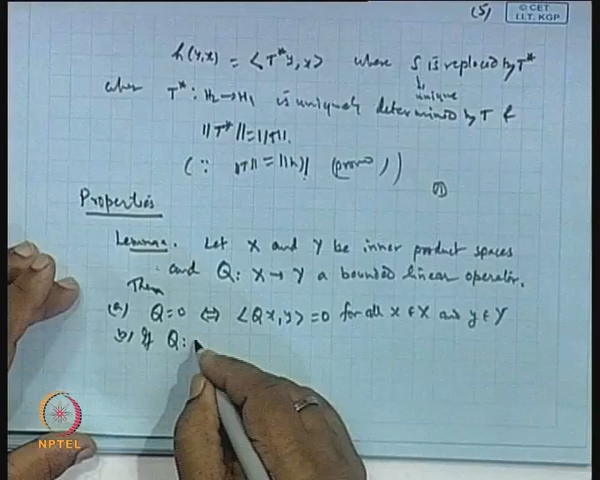 (5)
© CET
I.I.T. KGP
h(y,x) = ⟨T*y, x⟩ where S is replaced by T*
unique
where T* : H₂ → H₁ is uniquely determined by T &
||T*|| = ||T||.
(∵ ||T|| = ||h|| (prove))
Properties
Lemma. Let X and Y be inner product spaces
and Q: X → Y a bounded linear operator.
Then
(a) Q=0 ⇔ ⟨Qx,y⟩ = 0 for all x ∈ X and y ∈ Y
b) If Q:
NPTEL